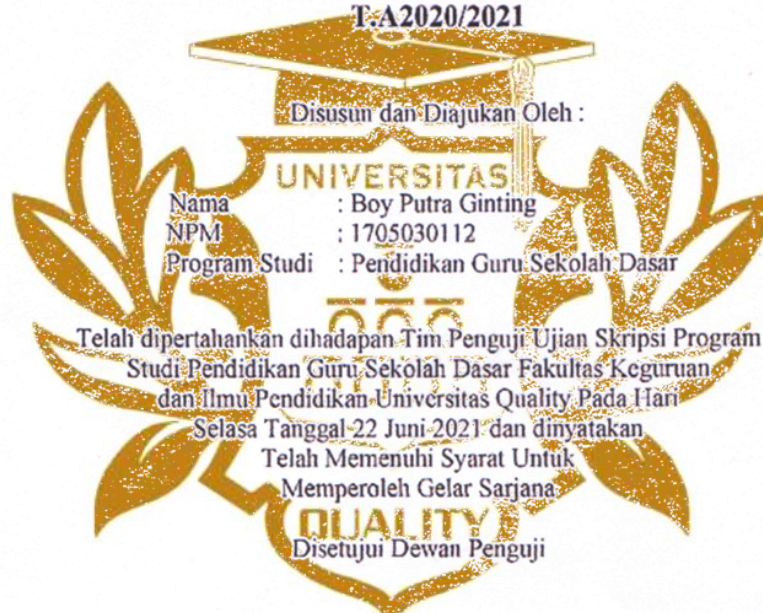 T.A2020/2021
Disusun dan Diajukan Oleh :
UNIVERSITAS
Nama : Boy Putra Ginting
NPM : 1705030112
Program Studi : Pendidikan Guru Sekolah Dasar
Telah dipertahankan dihadapan Tim Penguji Ujian Skripsi Program
Studi Pendidikan Guru Sekolah Dasar Fakultas Keguruan
dan Ilmu Pendidikan Universitas Quality Pada Hari
Selasa Tanggal 22 Juni 2021 dan dinyatakan
Telah Memenuhi Syarat Untuk
Memperoleh Gelar Sarjana
QUALITY
Disetujui Dewan Penguji